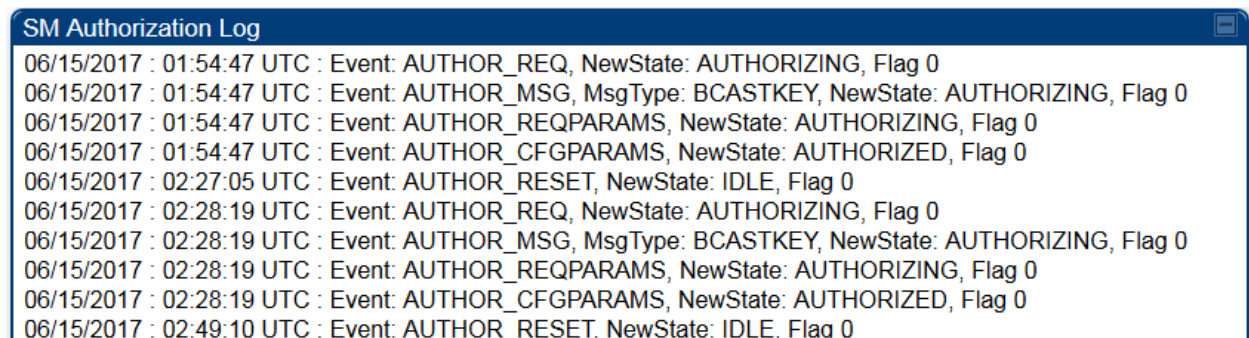 SM Authorization Log
06/15/2017 : 01:54:47 UTC : Event: AUTHOR_REQ, NewState: AUTHORIZING, Flag 0
06/15/2017 : 01:54:47 UTC : Event: AUTHOR_MSG, MsgType: BCASTKEY, NewState: AUTHORIZING, Flag 0
06/15/2017 : 01:54:47 UTC : Event: AUTHOR_REQPARAMS, NewState: AUTHORIZING, Flag 0
06/15/2017 : 01:54:47 UTC : Event: AUTHOR_CFGPARAMS, NewState: AUTHORIZED, Flag 0
06/15/2017 : 02:27:05 UTC : Event: AUTHOR_RESET, NewState: IDLE, Flag 0
06/15/2017 : 02:28:19 UTC : Event: AUTHOR_REQ, NewState: AUTHORIZING, Flag 0
06/15/2017 : 02:28:19 UTC : Event: AUTHOR_MSG, MsgType: BCASTKEY, NewState: AUTHORIZING, Flag 0
06/15/2017 : 02:28:19 UTC : Event: AUTHOR_REQPARAMS, NewState: AUTHORIZING, Flag 0
06/15/2017 : 02:28:19 UTC : Event: AUTHOR_CFGPARAMS, NewState: AUTHORIZED, Flag 0
06/15/2017 : 02:49:10 UTC : Event: AUTHOR_RESET, NewState: IDLE, Flag 0